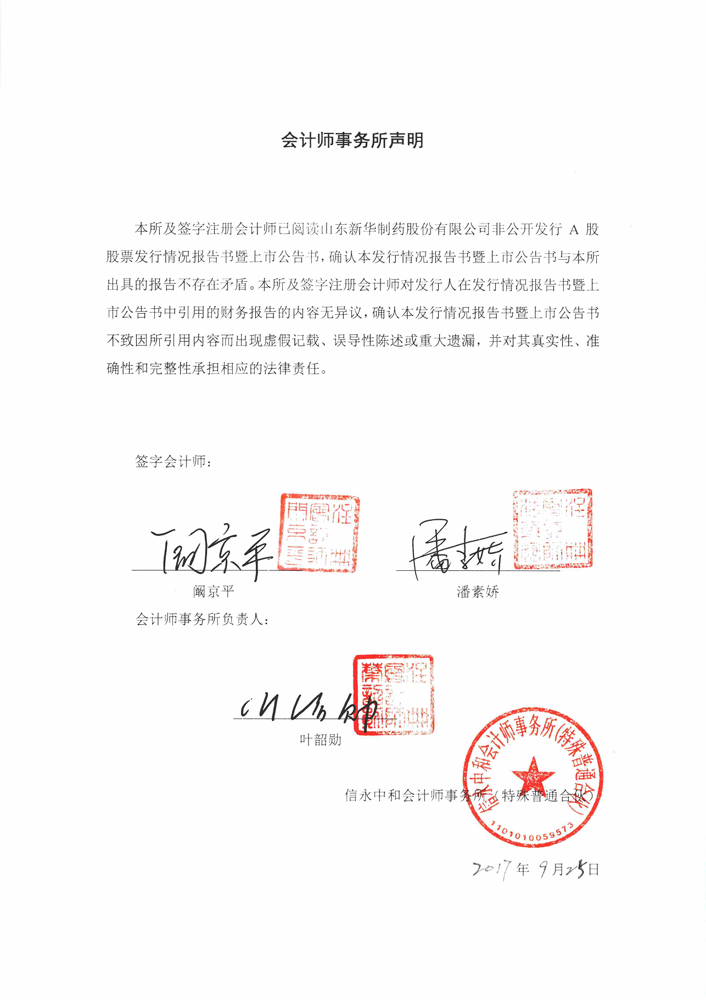 会计师事务所声明
本所及签字注册会计师已阅读山东新华制药股份有限公司非公开发行 A 股
股票发行情况报告书暨上市公告书，确认本发行情况报告书暨上市公告书与本所
出具的报告不存在矛盾。本所及签字注册会计师对发行人在发行情况报告书暨上
市公告书中引用的财务报告的内容无异议，确认本发行情况报告书暨上市公告书
不致因所引用内容而出现虚假记载、误导性陈述或重大遗漏，并对其真实性、准
确性和完整性承担相应的法律责任。
签字会计师：
阚京平 潘素娇
阚京平 潘素娇
会计师事务所负责人：
叶韶勋
叶韶勋
信永中和会计师事务所（特殊普通合伙）
信永中和会计师事务所(特殊普通合伙)
1101010059573
2017年 9月25日